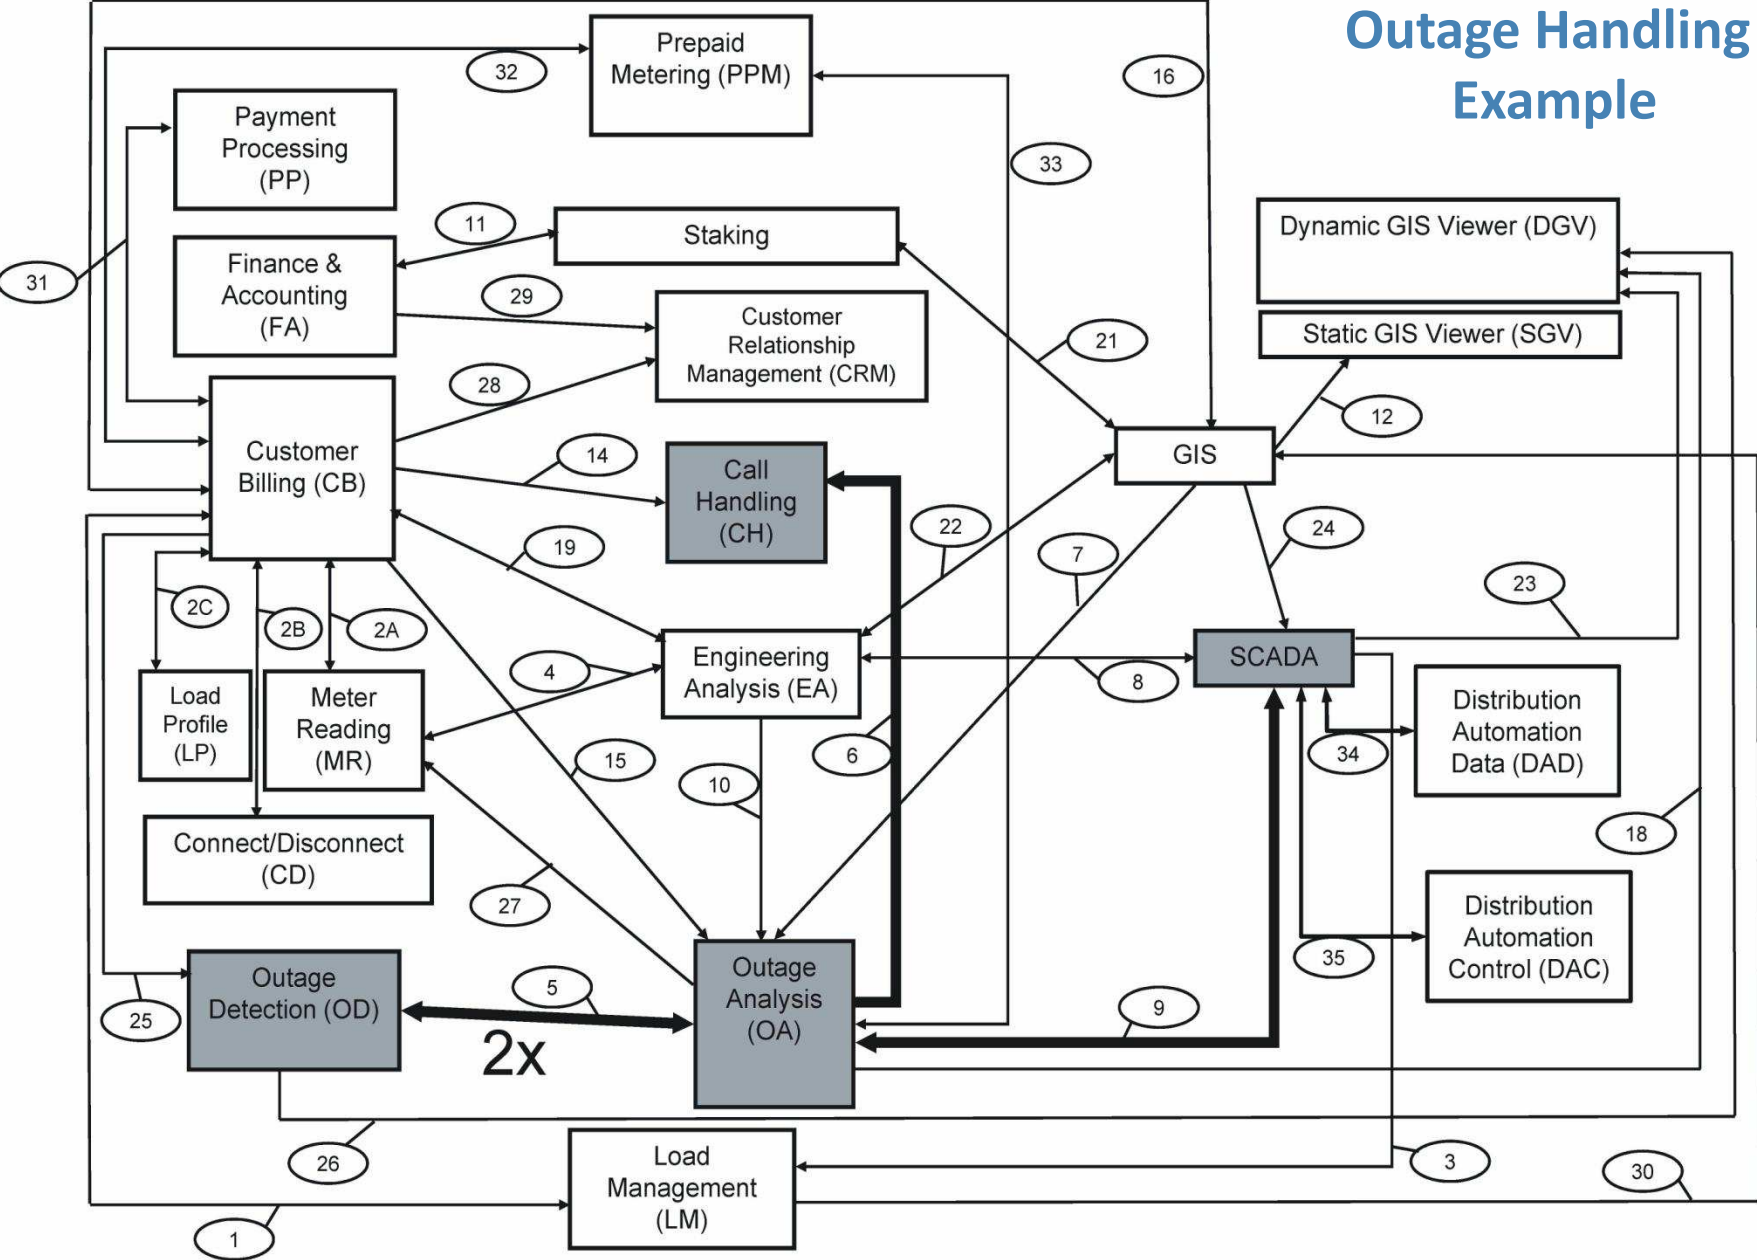 Outage Handling
Example
Prepaid
Metering (PPM)
32
16
Payment
Processing
(PP)
33
11
Staking
Dynamic GIS Viewer (DGV)
31
Finance &
Accounting
(FA)
29
Customer
Relationship
Management (CRM)
21
Static GIS Viewer (SGV)
28
12
Customer
Billing (CB)
14
Call
Handling
(CH)
GIS
19
22
7
24
23
2C
2B
2A
4
Engineering
Analysis (EA)
8
SCADA
Load
Profile
(LP)
Meter
Reading
(MR)
15
10
6
34
Distribution
Automation
Data (DAD)
18
Connect/Disconnect
(CD)
27
35
Distribution
Automation
Control (DAC)
Outage
Detection (OD)
25
5
2x
Outage
Analysis
(OA)
9
26
Load
Management
(LM)
3
30
1